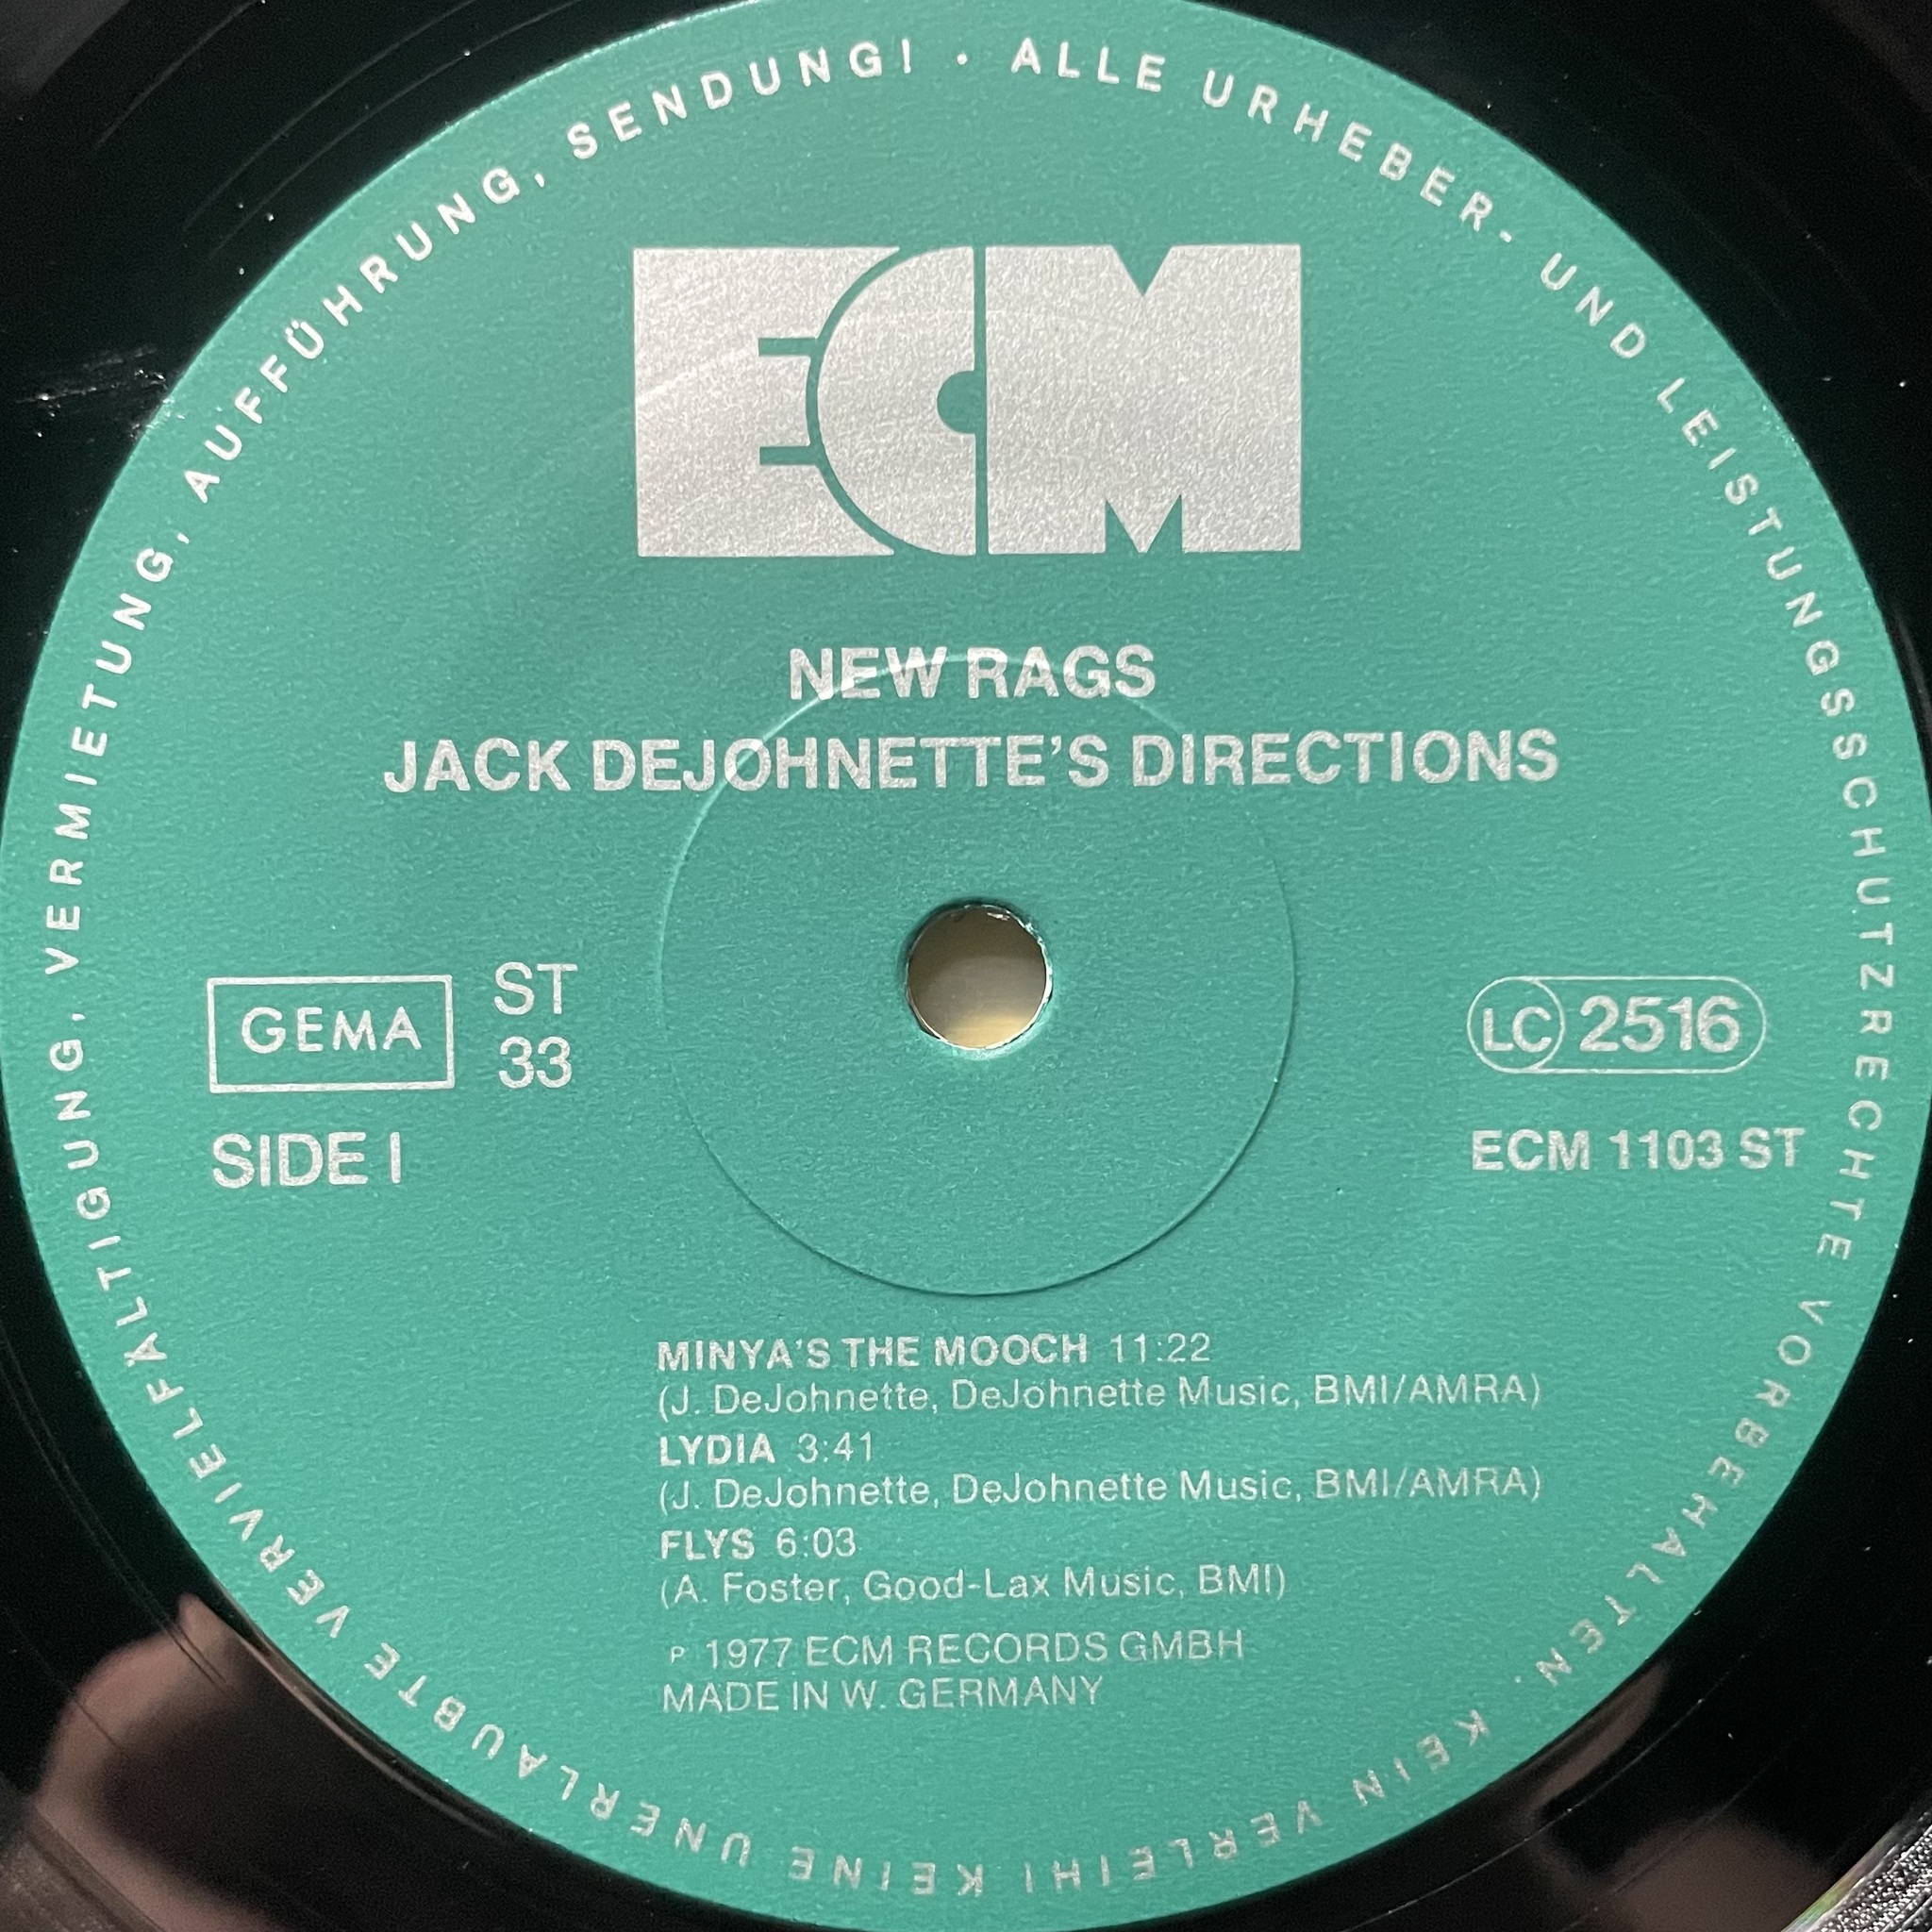 ALLE URHEBER- UND LEISTUNGSSCHUTZRECHTE VORBEHALTEN. KEIN VERLEIH! KEINE UNERLAUBTE VERVIELFÄLTIGUNG, VERMIETUNG, AUFFÜHRUNG, SENDUNG! •
ECM
NEW RAGS
JACK DEJOHNETTE'S DIRECTIONS
GEMA
ST
33
LC 2516
SIDE I
ECM 1103 ST
MINYA'S THE MOOCH 11:22
(J. DeJohnette, DeJohnette Music, BMI/AMRA)
LYDIA 3:41
(J. DeJohnette, DeJohnette Music, BMI/AMRA)
FLYS 6:03
(A. Foster, Good-Lax Music, BMI)
P 1977 ECM RECORDS GMBH
MADE IN W. GERMANY